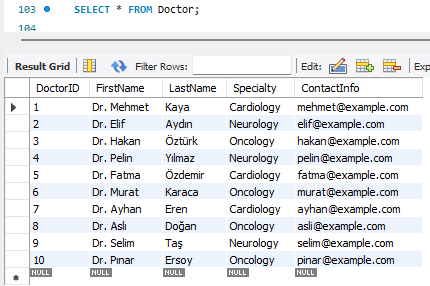 103 SELECT * FROM Doctor;
104
Result Grid Filter Rows: Edit: Exp
DoctorID FirstName LastName Specialty ContactInfo
1 Dr. Mehmet Kaya Cardiology mehmet@example.com
2 Dr. Elif Aydın Neurology elif@example.com
3 Dr. Hakan Öztürk Oncology hakan@example.com
4 Dr. Pelin Yılmaz Neurology pelin@example.com
5 Dr. Fatma Özdemir Cardiology fatma@example.com
6 Dr. Murat Karaca Oncology murat@example.com
7 Dr. Ayhan Eren Cardiology ayhan@example.com
8 Dr. Aslı Doğan Oncology asli@example.com
9 Dr. Selim Taş Neurology selim@example.com
10 Dr. Pınar Ersoy Oncology pinar@example.com
NULL NULL NULL NULL NULL